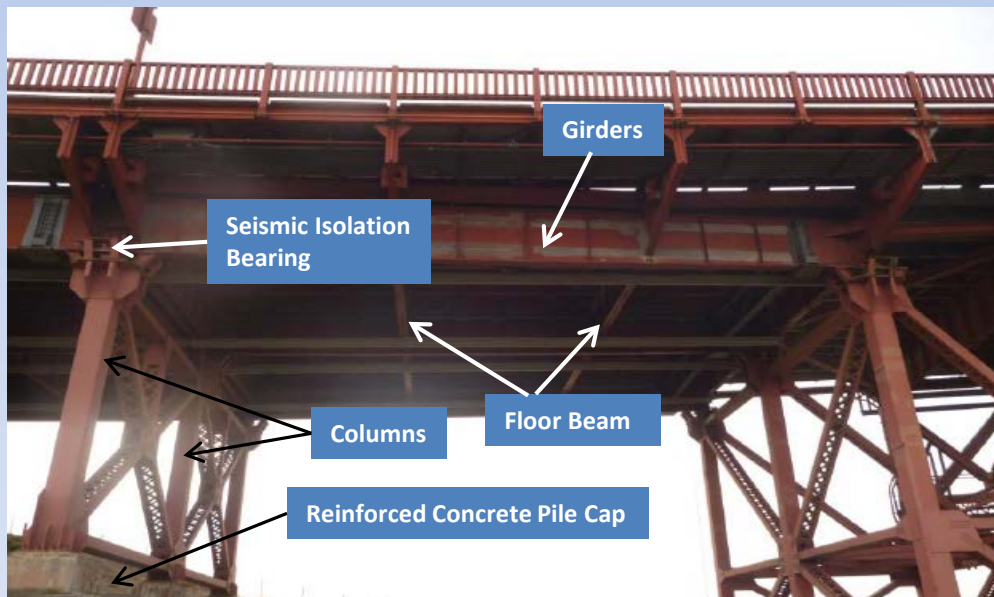 Girders
Seismic Isolation
Bearing
Floor Beam
Columns
Reinforced Concrete Pile Cap